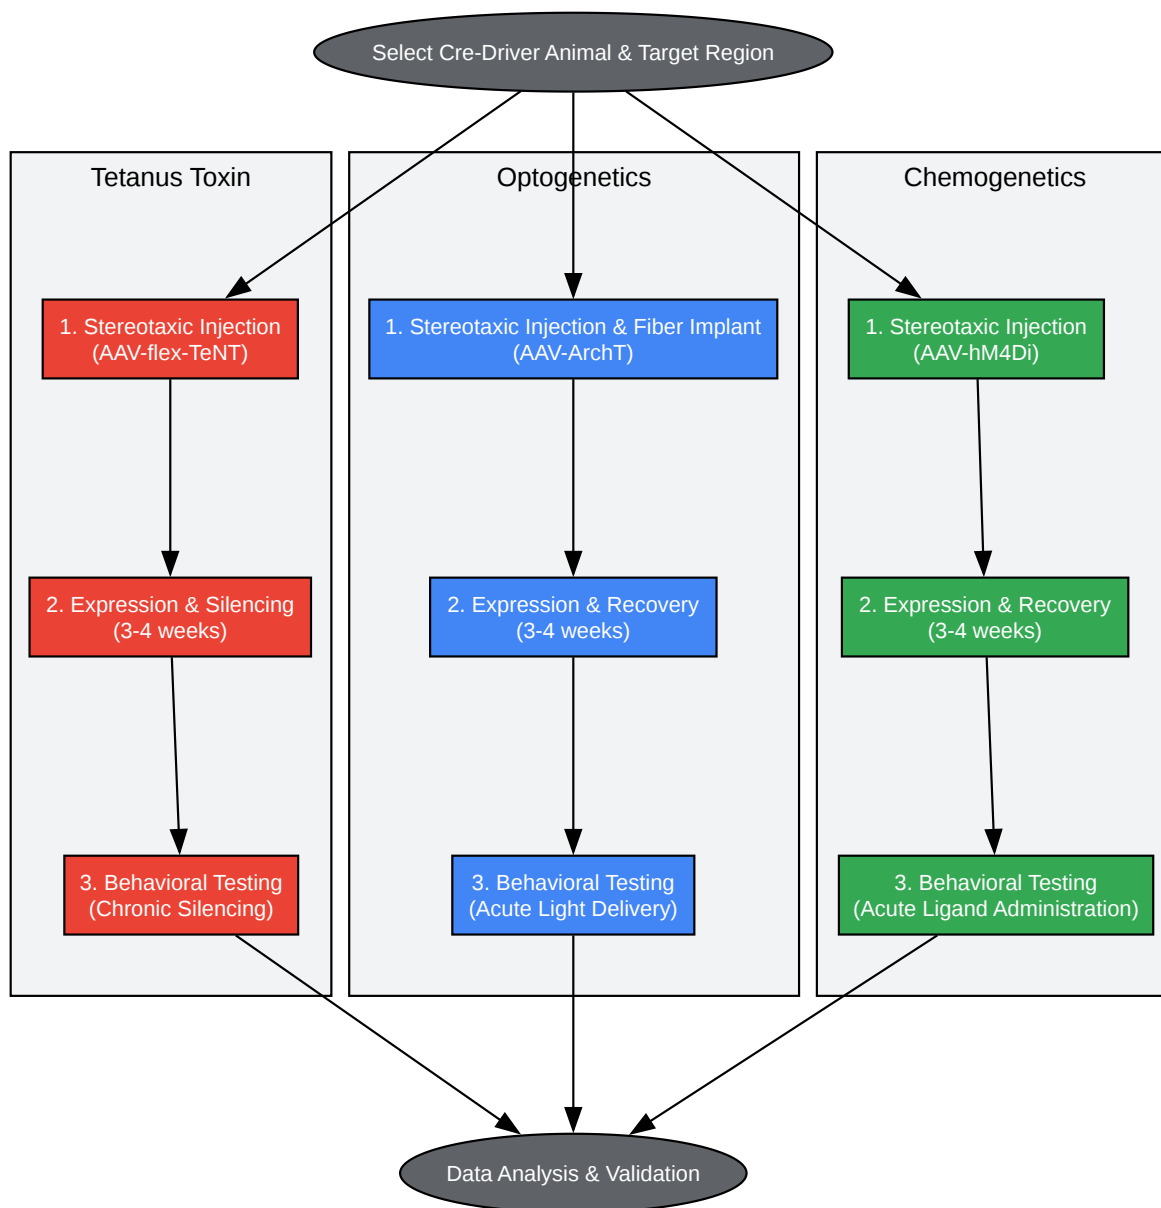 Select Cre-Driver Animal & Target Region
Tetanus Toxin
1. Stereotaxic Injection
(AAV-flex-TeNT)
2. Expression & Silencing
(3-4 weeks)
3. Behavioral Testing
(Chronic Silencing)
Optogenetics
1. Stereotaxic Injection & Fiber Implant
(AAV-ArchT)
2. Expression & Recovery
(3-4 weeks)
3. Behavioral Testing
(Acute Light Delivery)
Chemogenetics
1. Stereotaxic Injection
(AAV-hM4Di)
2. Expression & Recovery
(3-4 weeks)
3. Behavioral Testing
(Acute Ligand Administration)
Data Analysis & Validation